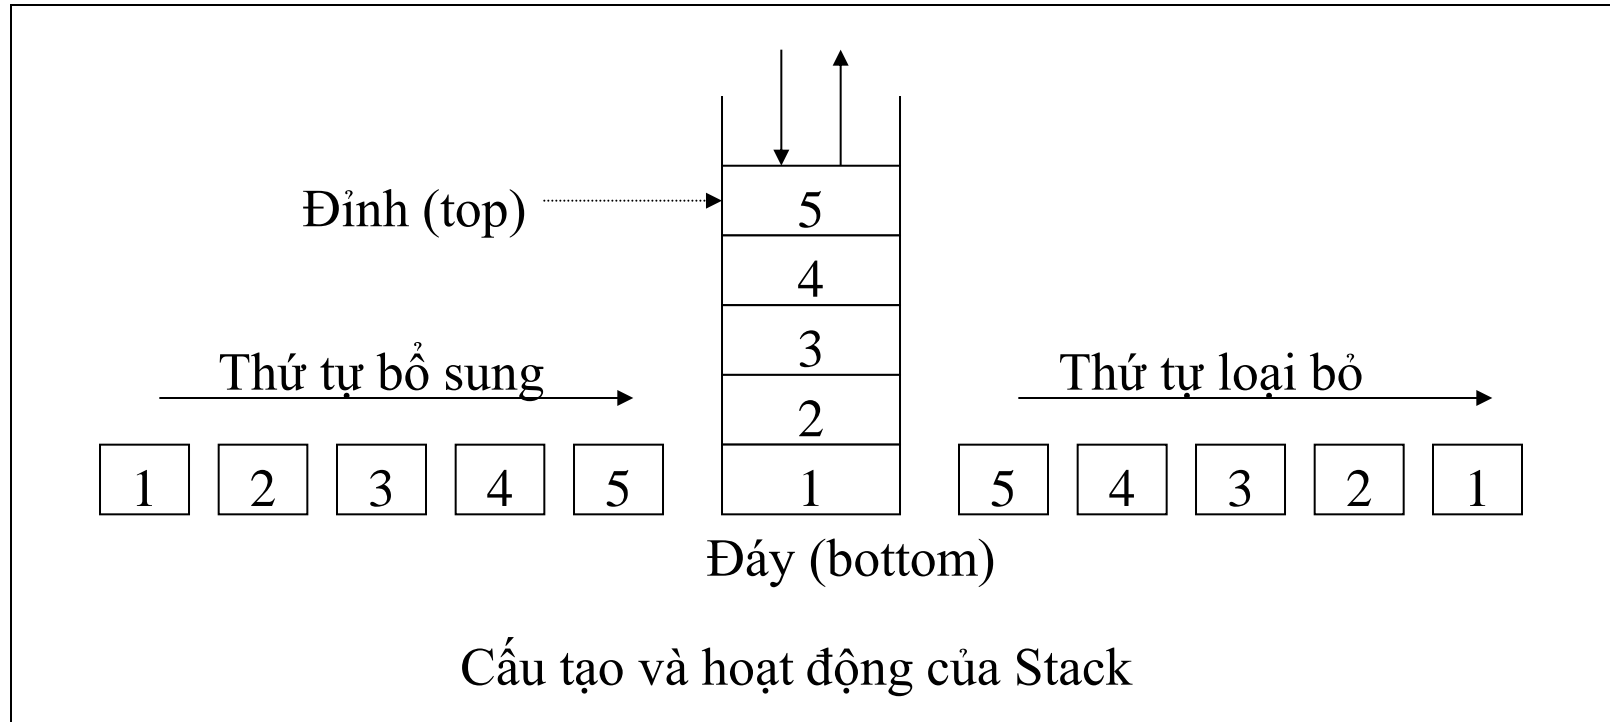 Đỉnh (top)
5
4
3
2
1
Thứ tự bổ sung
1 2 3 4 5
Thứ tự loại bỏ
5 4 3 2 1
Đáy (bottom)
Cấu tạo và hoạt động của Stack